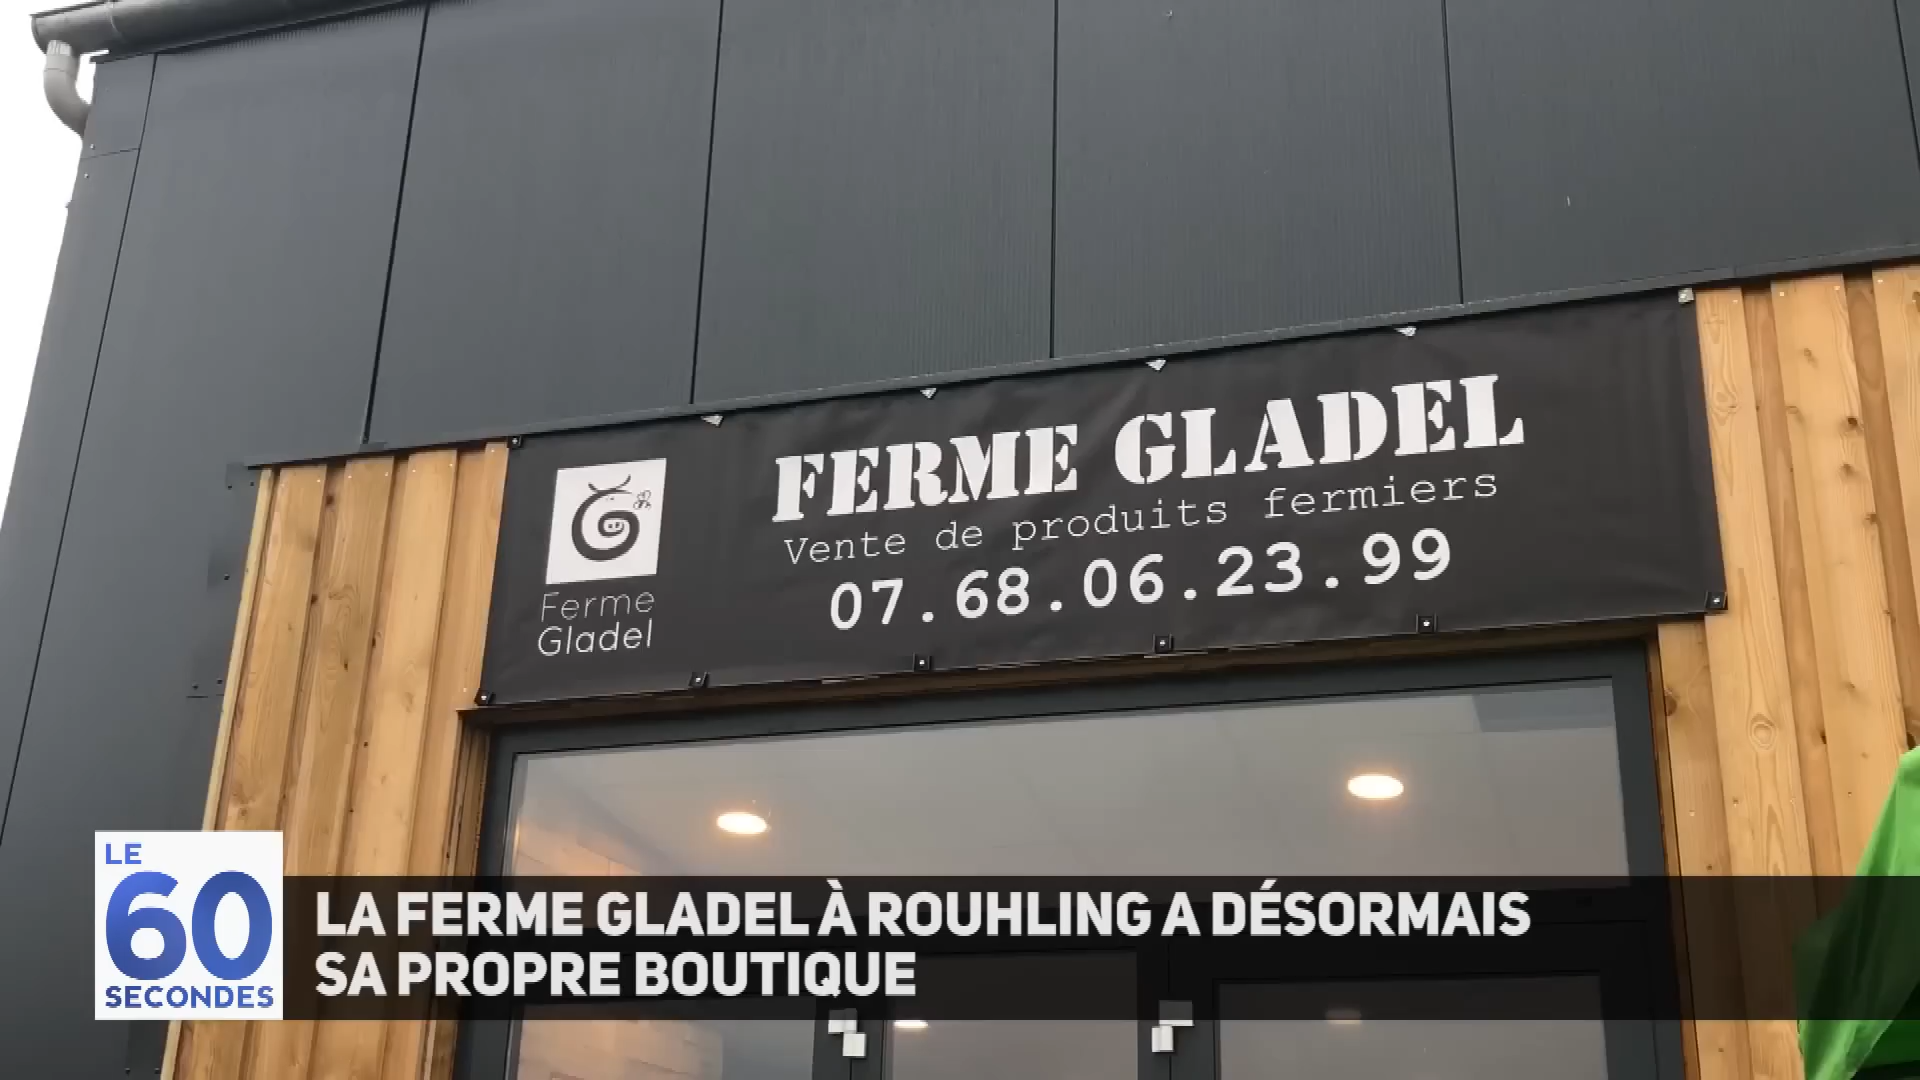 FERME GLADEL
Vente de produits fermiers
07.68.06.23.99
Ferme
Gladel
LE
60
SECONDES
LA FERME GLADEL À ROUHLING A DÉSORMAIS
SA PROPRE BOUTIQUE